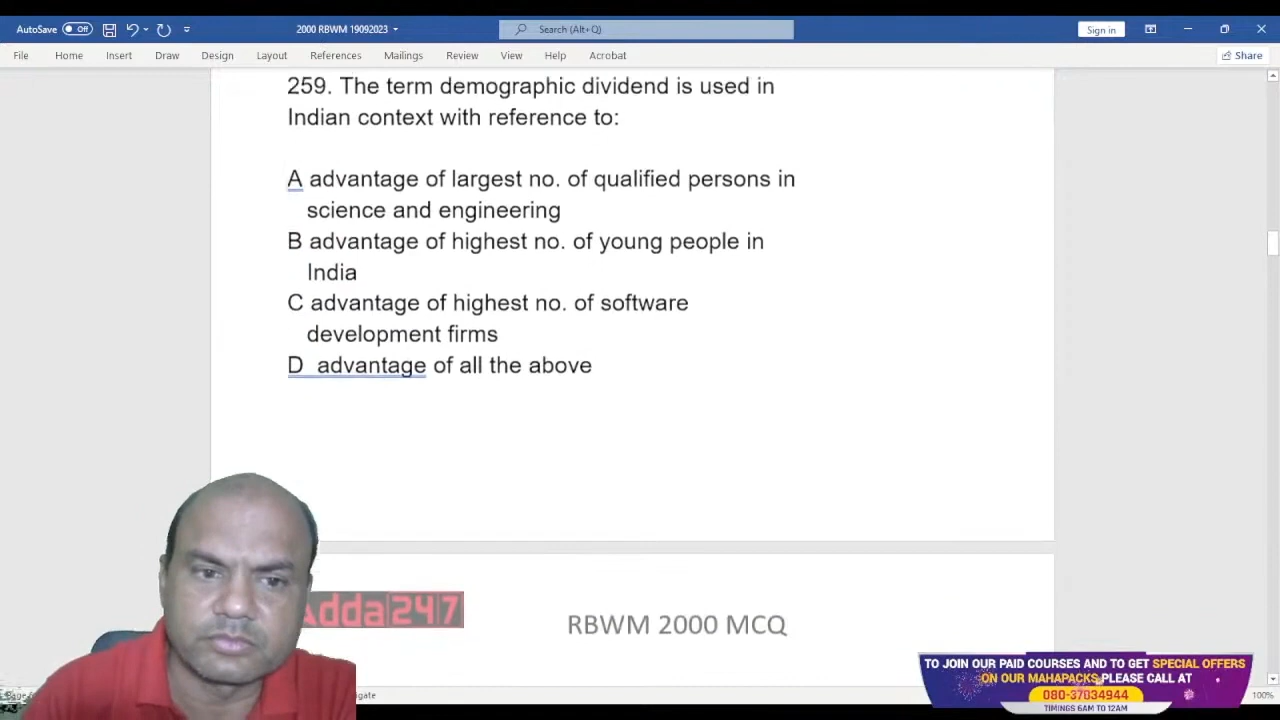 AutoSave Off 2000 RBWM 19092023 Search (Alt+Q) Sign in
File Home Insert Draw Design Layout References Mailings Review View Help Acrobat Share
259. The term demographic dividend is used in
Indian context with reference to:
A advantage of largest no. of qualified persons in
science and engineering
B advantage of highest no. of young people in
India
C advantage of highest no. of software
development firms
D advantage of all the above
Adda247
RBWM 2000 MCQ
TO JOIN OUR PAID COURSES AND TO GET SPECIAL OFFERS
ON OUR MAHAPACKS PLEASE CALL AT
080-37034944
TIMINGS 6AM TO 12AM
100%